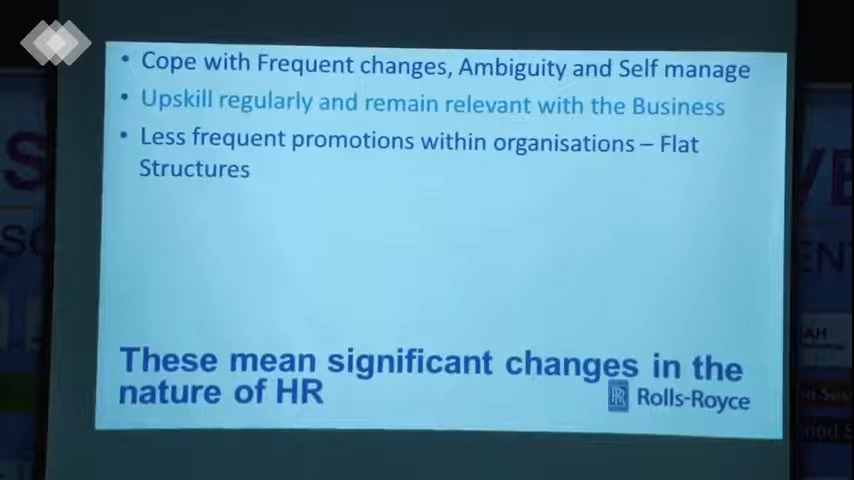 • Cope with Frequent changes, Ambiguity and Self manage
• Upskill regularly and remain relevant with the Business
• Less frequent promotions within organisations – Flat
Structures
These mean significant changes in the
nature of HR
Rolls-Royce